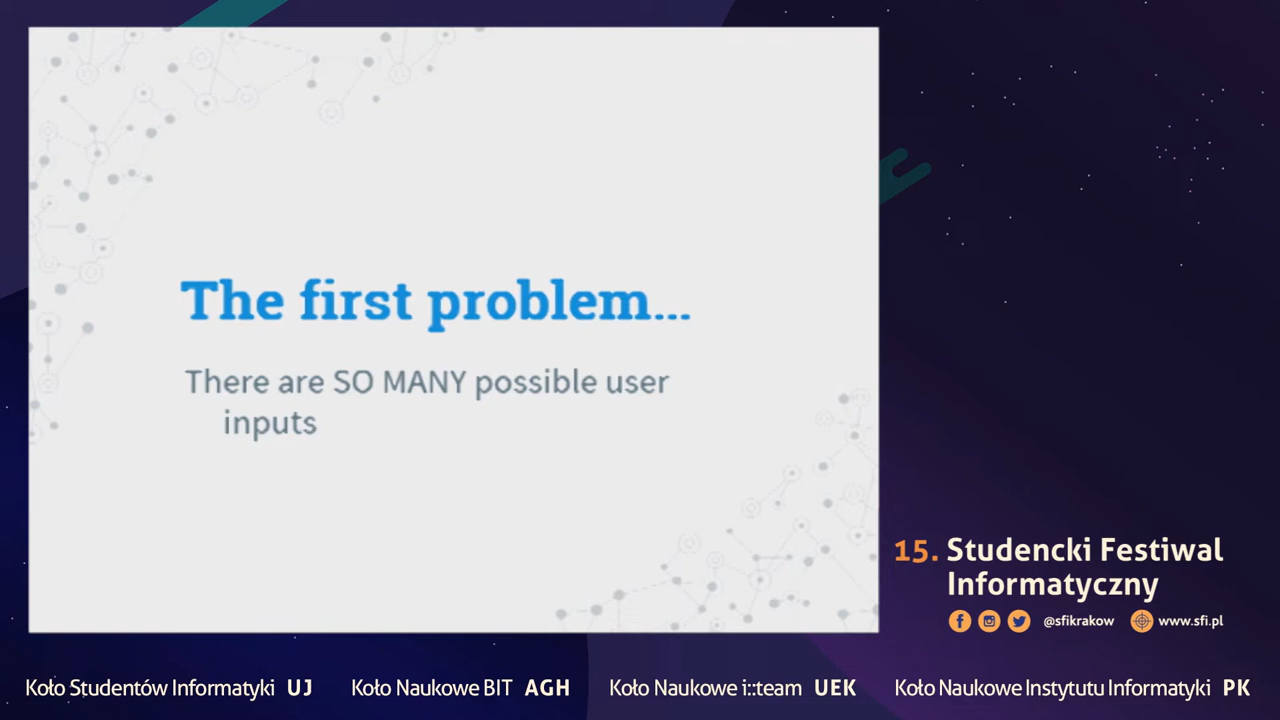 The first problem...
There are SO MANY possible user
inputs
15. Studencki Festiwal
Informatyczny
@sfikrakow www.sfi.pl
Koło Studentów Informatyki UJ Koło Naukowe BIT AGH Koło Naukowe i::team UEK Koło Naukowe Instytutu Informatyki PK